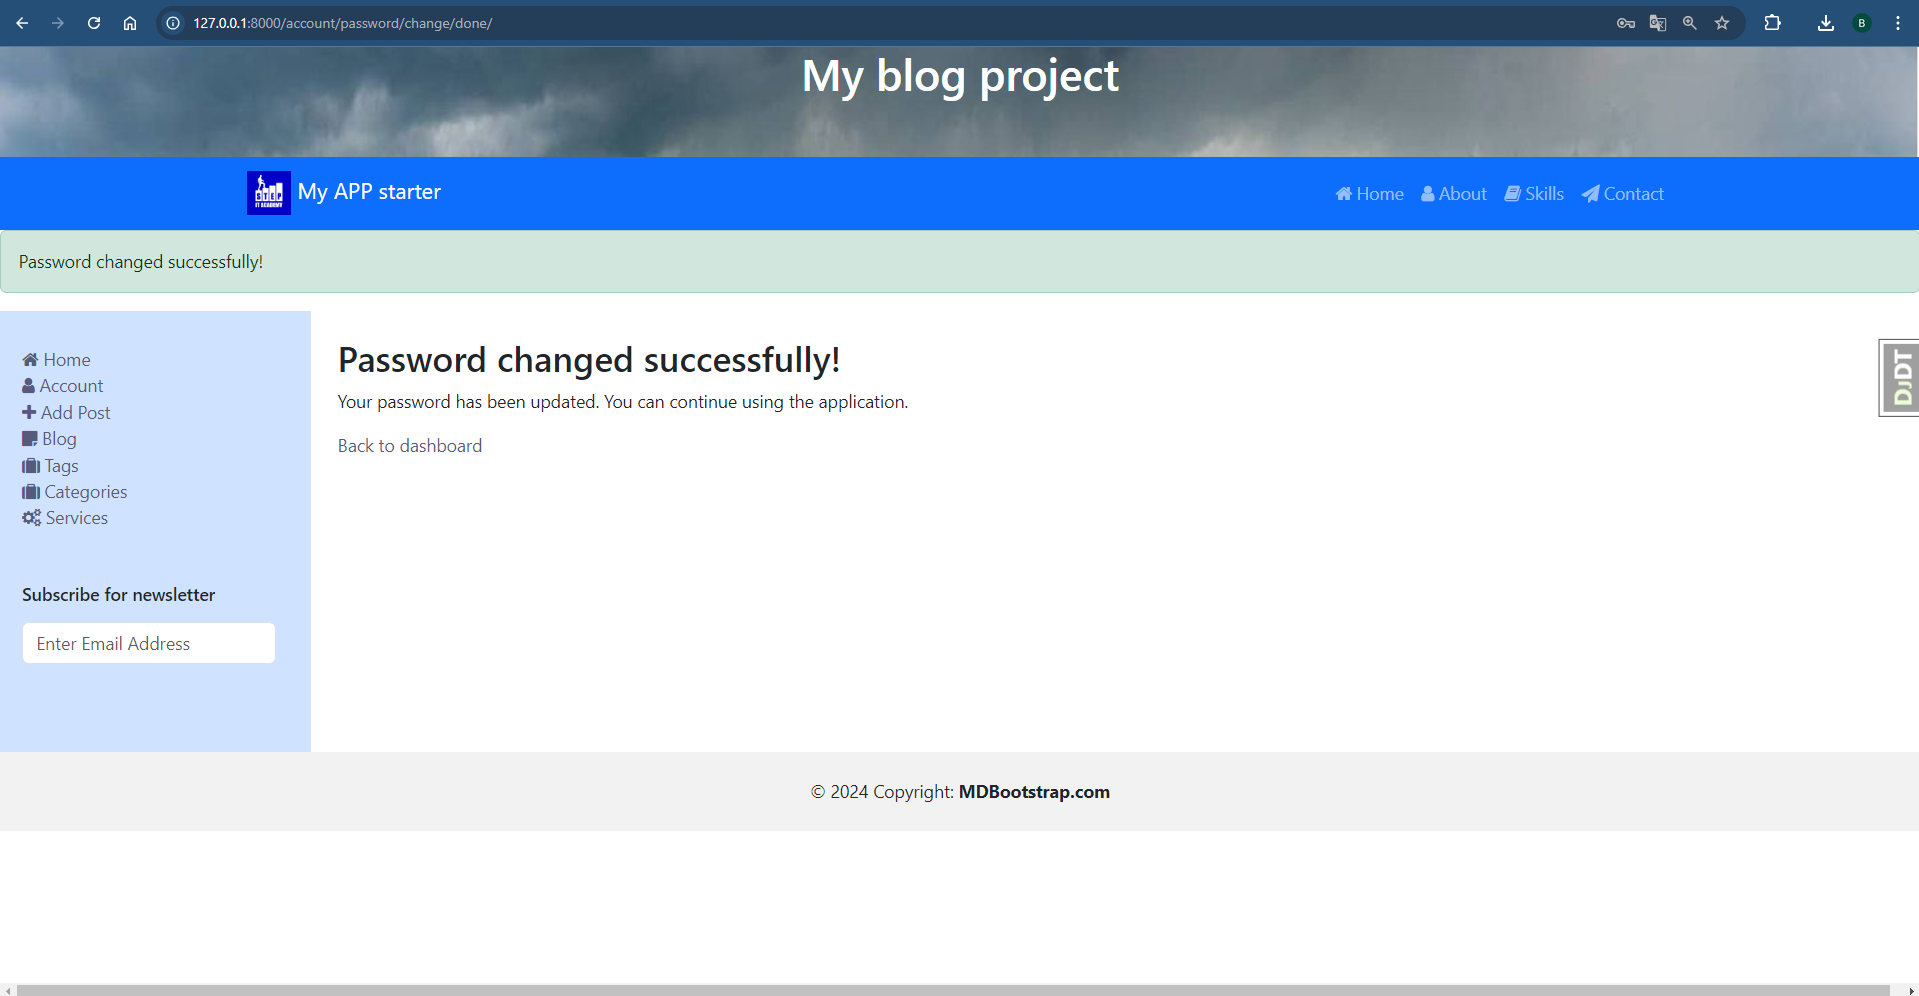 127.0.0.1:8000/account/password/change/done/
B
My blog project
STEP
IT ACADEMY
My APP starter
Home
About
Skills
Contact
Password changed successfully!
Home
Account
Add Post
Blog
Tags
Categories
Services
Subscribe for newsletter
Enter Email Address
Password changed successfully!
Your password has been updated. You can continue using the application.
Back to dashboard
DJDT
© 2024 Copyright: MDBootstrap.com